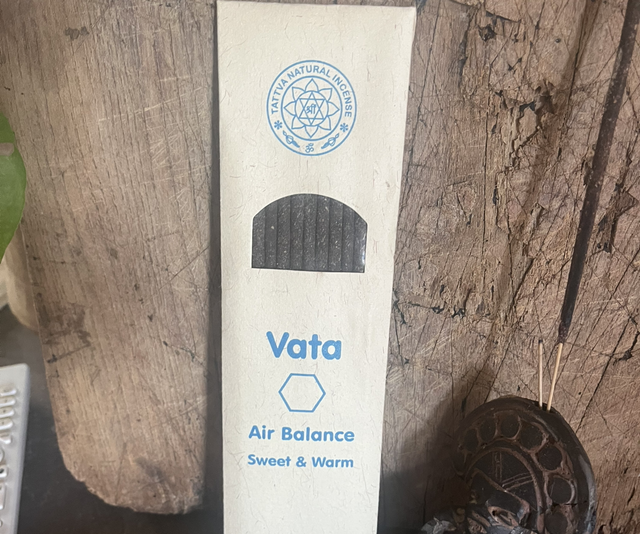 TATTVA NATURAL INCENSE
श्री
ॐ
Vata
Air Balance
Sweet & Warm